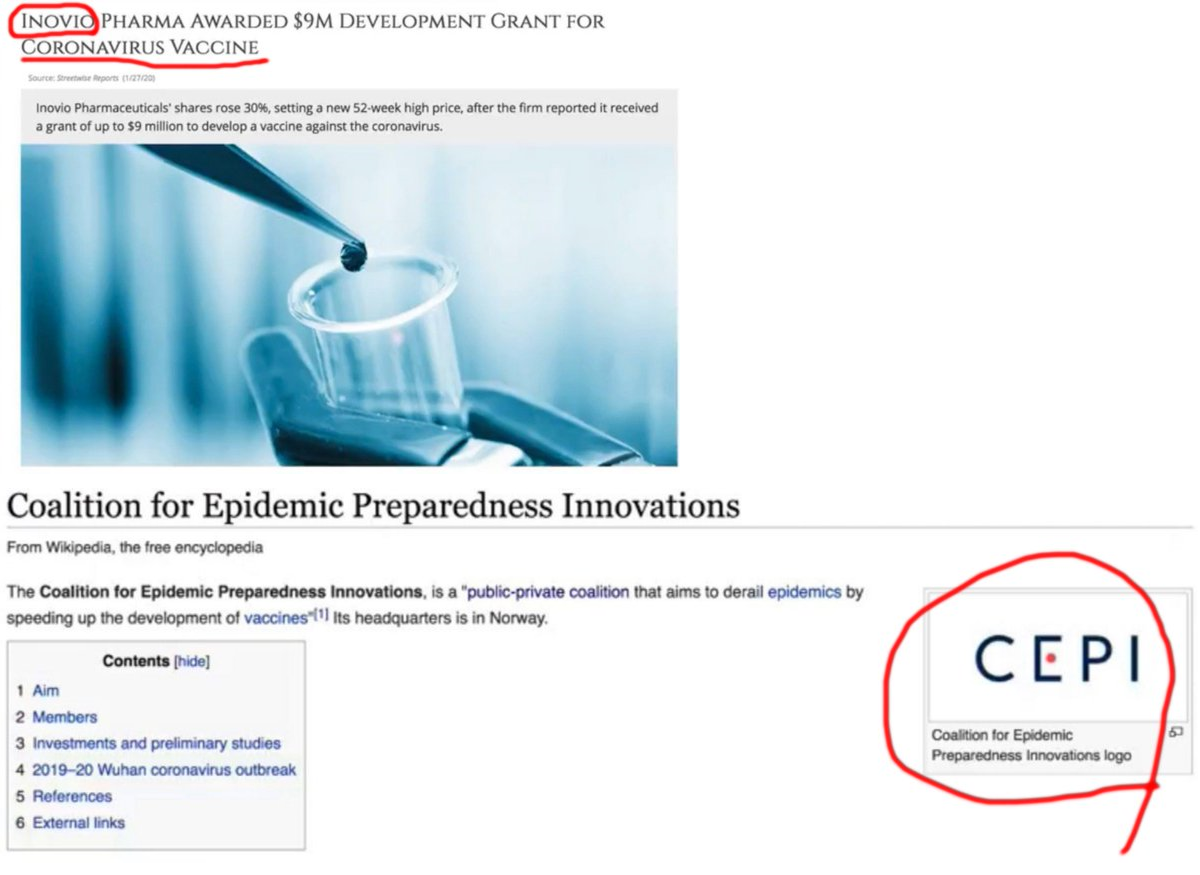 Inovio Pharma Awarded $9M Development Grant for
Coronavirus Vaccine
Source: Streetwise Reports (1/27/20)
Inovio Pharmaceuticals' shares rose 30%, setting a new 52-week high price, after the firm reported it received
a grant of up to $9 million to develop a vaccine against the coronavirus.
Coalition for Epidemic Preparedness Innovations
From Wikipedia, the free encyclopedia
The Coalition for Epidemic Preparedness Innovations, is a "public-private coalition that aims to derail epidemics by
speeding up the development of vaccines"[1] Its headquarters is in Norway.
Contents [hide]
1 Aim
2 Members
3 Investments and preliminary studies
4 2019–20 Wuhan coronavirus outbreak
5 References
6 External links
CEPI
Coalition for Epidemic
Preparedness Innovations logo